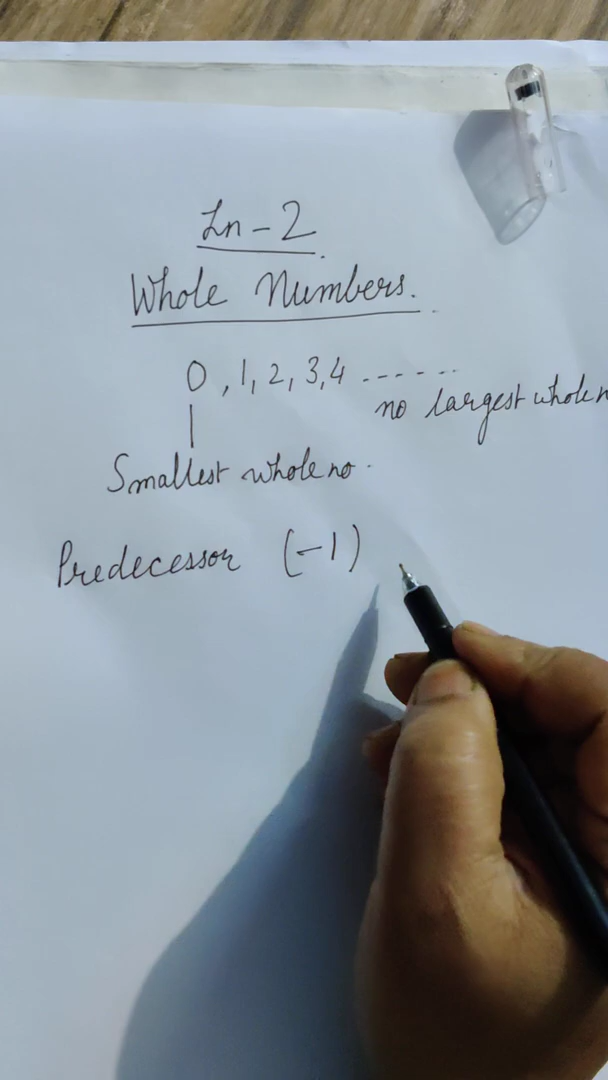 Ln - 2
Whole Numbers.
0, 1, 2, 3, 4 ......
no largest whole n
Smallest whole no.
Predecessor (-1)